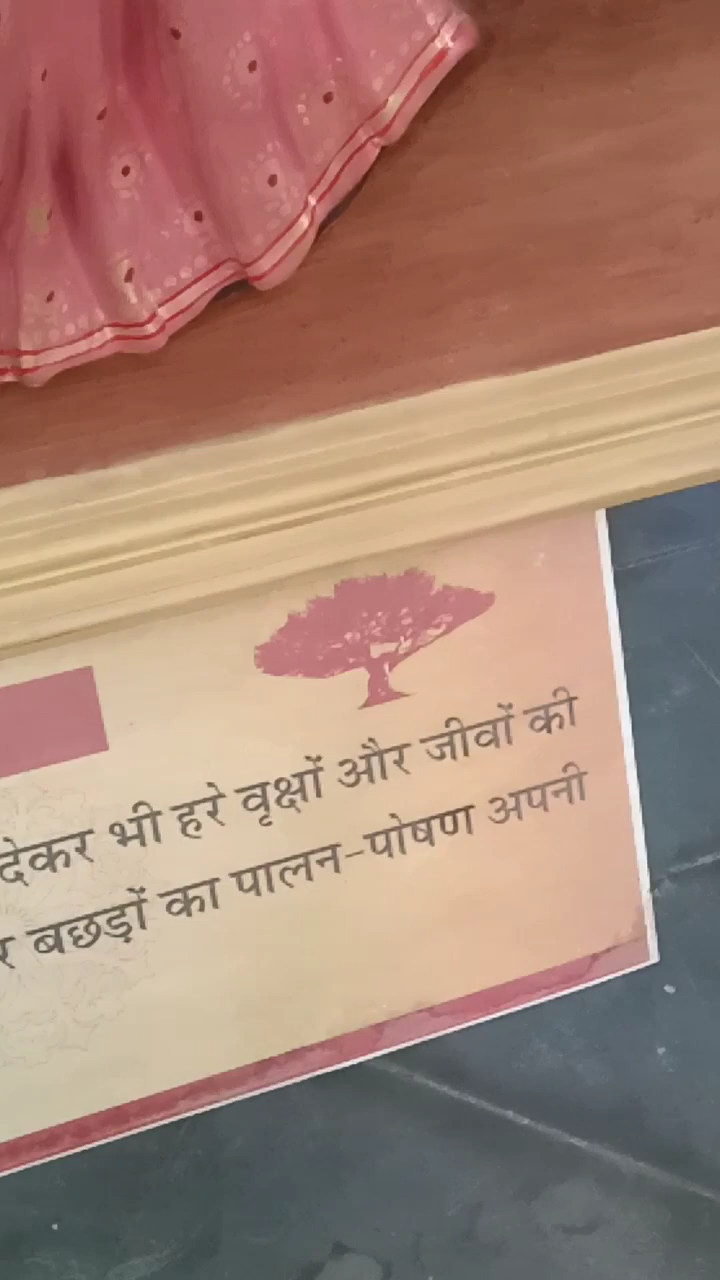 देकर भी हरे वृक्षों और जीवों की
बछड़ों का पालन-पोषण अपनी